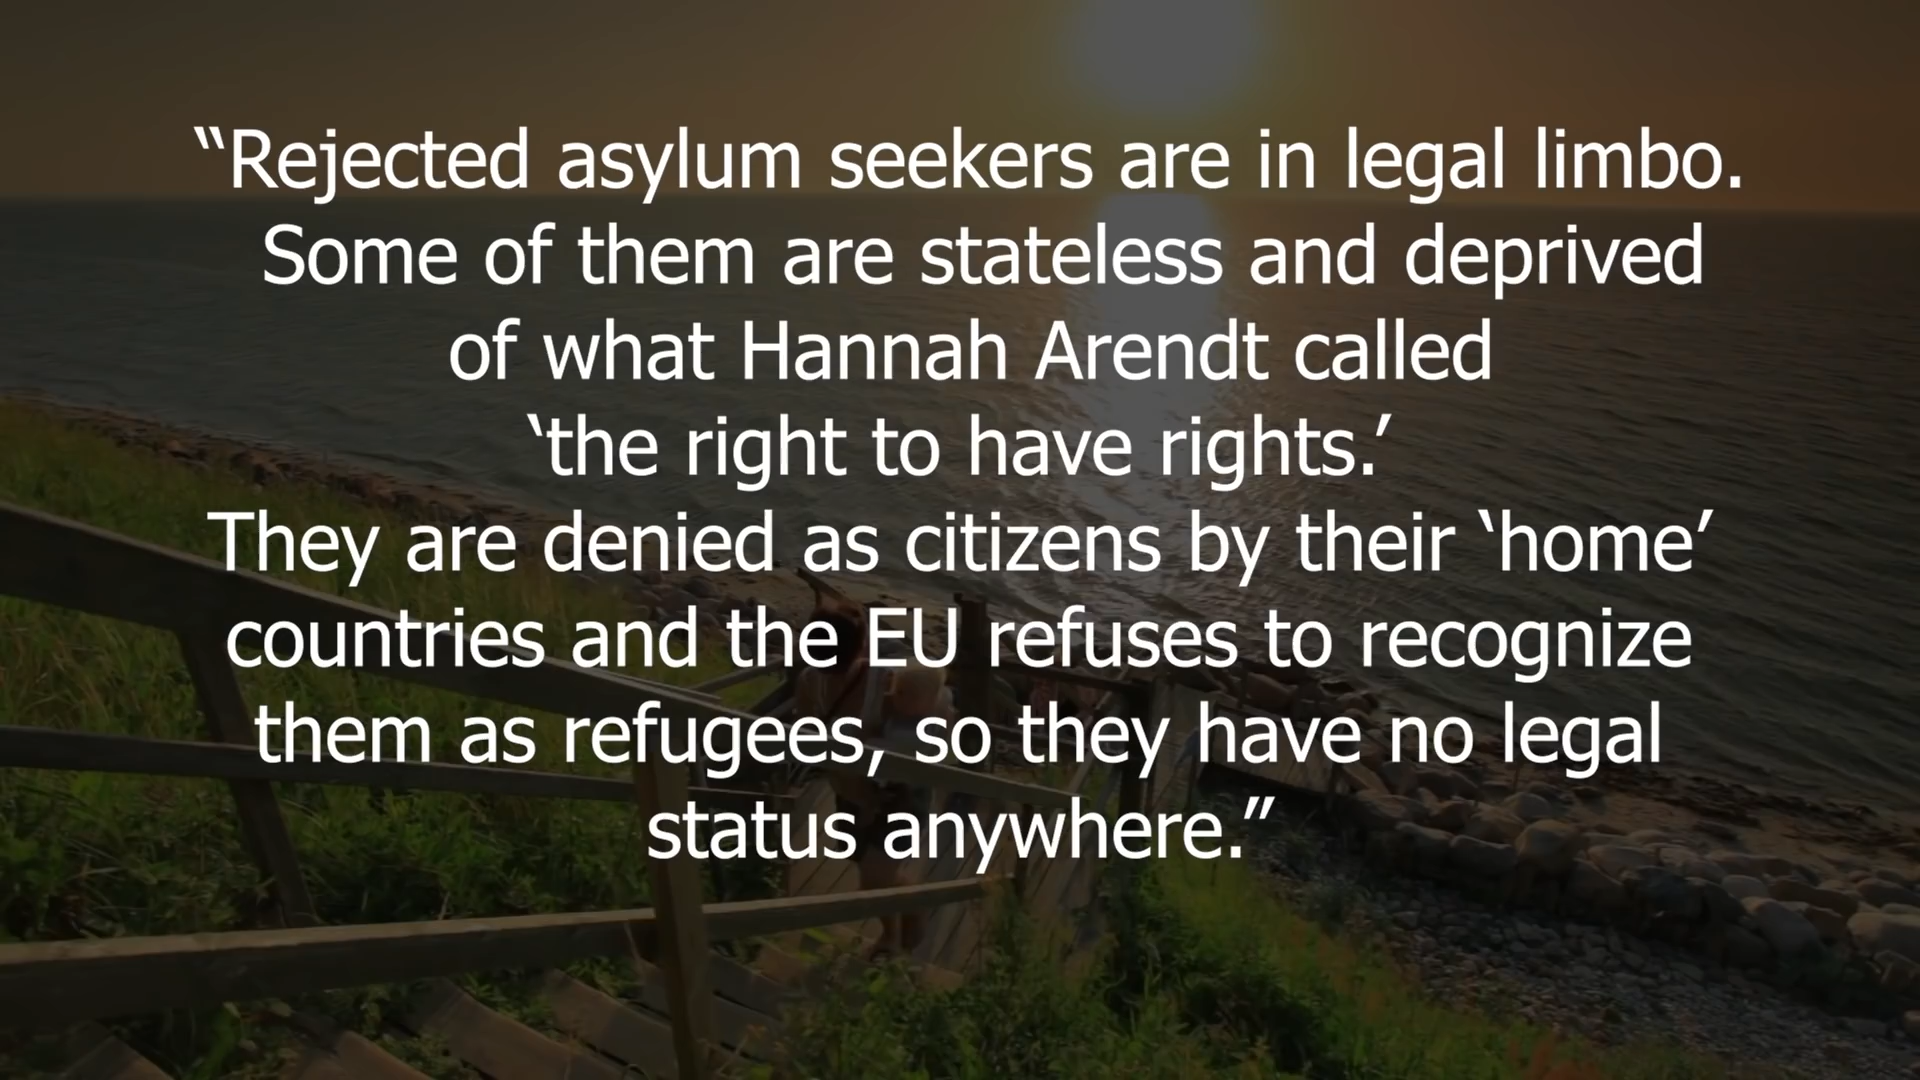 “Rejected asylum seekers are in legal limbo.
Some of them are stateless and deprived
of what Hannah Arendt called
‘the right to have rights.’
They are denied as citizens by their ‘home’
countries and the EU refuses to recognize
them as refugees, so they have no legal
status anywhere.”